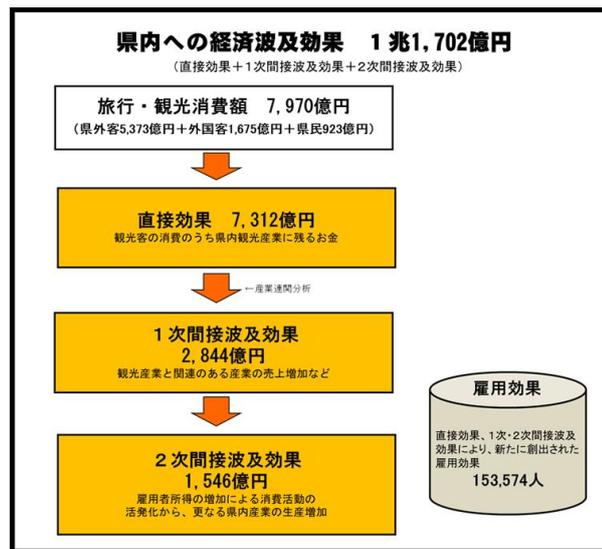 県内への経済波及効果　１兆1,702億円
（直接効果＋１次間接波及効果＋２次間接波及効果）
旅行・観光消費額　7,970億円
（県外客5,373億円＋外国客1,675億円＋県民923億円）
直接効果　7,312億円
観光客の消費のうち県内観光産業に残るお金
←産業連関分析
１次間接波及効果
2,844億円
観光産業と関連のある産業の売上増加など
２次間接波及効果
1,546億円
雇用者所得の増加による消費活動の
活発化から、更なる県内産業の生産増加
雇用効果
直接効果、１次・２次間接波及
効果により、新たに創出された
雇用効果
153,574人